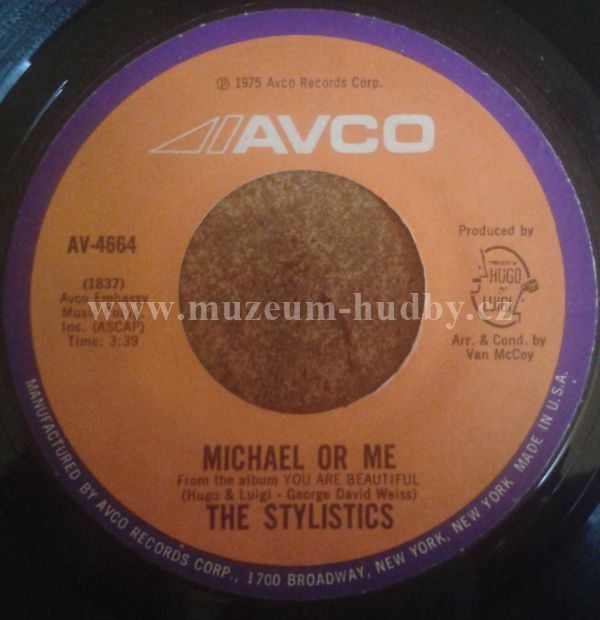 ℗ 1975 Avco Records Corp.
AVCO
AV-4664
(1837)
Avco Embassy
Music
Inc. (ASCAP)
Time: 3:39
Produced by
HUGO
LUIGI
Arr. & Cond. by
Van McCoy
www.muzeum-hudby.cz
MICHAEL OR ME
From the album YOU ARE BEAUTIFUL
(Hugo & Luigi - George David Weiss)
THE STYLISTICS
MANUFACTURED BY AVCO RECORDS CORP., 1700 BROADWAY, NEW YORK, NEW YORK. MADE IN U.S.A.